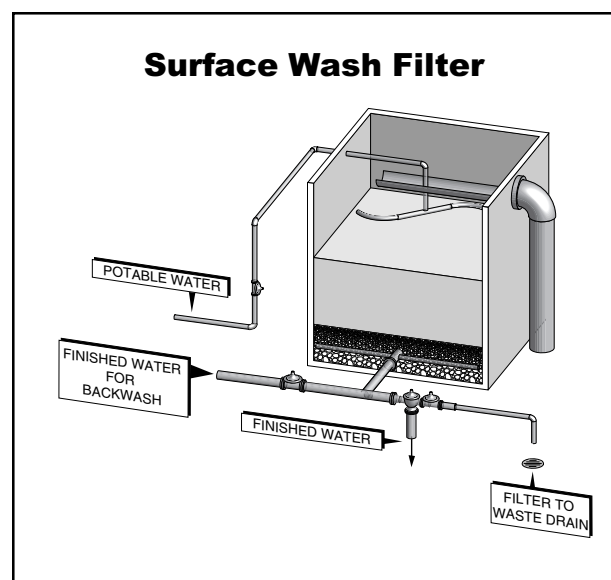 Surface Wash Filter
POTABLE WATER
FINISHED WATER
FOR
BACKWASH
FINISHED WATER
FILTER TO
WASTE DRAIN